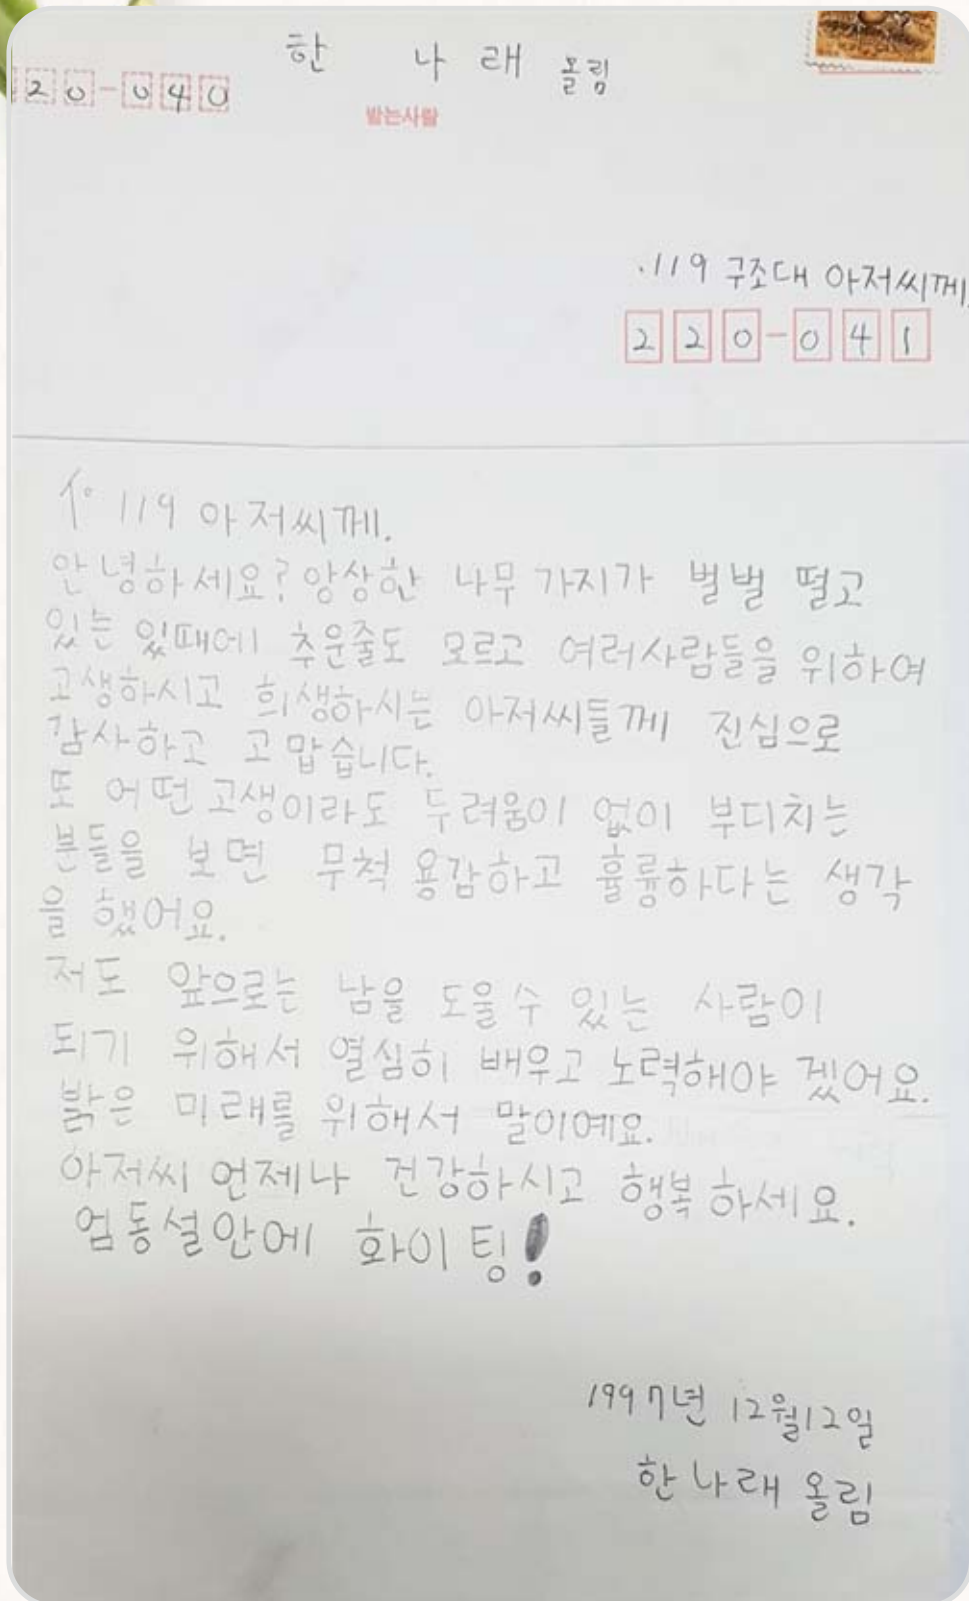 한 나 래 올림
20-040
받는사람
.119 구조대 아저씨께.
220-041
119 아저씨께.
안녕하세요? 앙상한 나무 가지가 벌벌 떨고
있는 있때에 추운줄도 모르고 여러사람들을 위하여
고생하시고 희생하시는 아저씨들께 진심으로
감사하고 고맙습니다.
또 어떤 고생이라도 두려움이 없이 부디치는
분들을 보면 무척 용감하고 훌륭하다는 생각
을 했어요.
저도 앞으로는 남을 도울수 있는 사람이
되기 위해서 열심히 배우고 노력해야 겠어요.
밝은 미래를 위해서 말이예요.
아저씨 언제나 건강하시고 행복 하세요.
엄동설안에 화이팅!
1997년 12월12일
한나래 올림